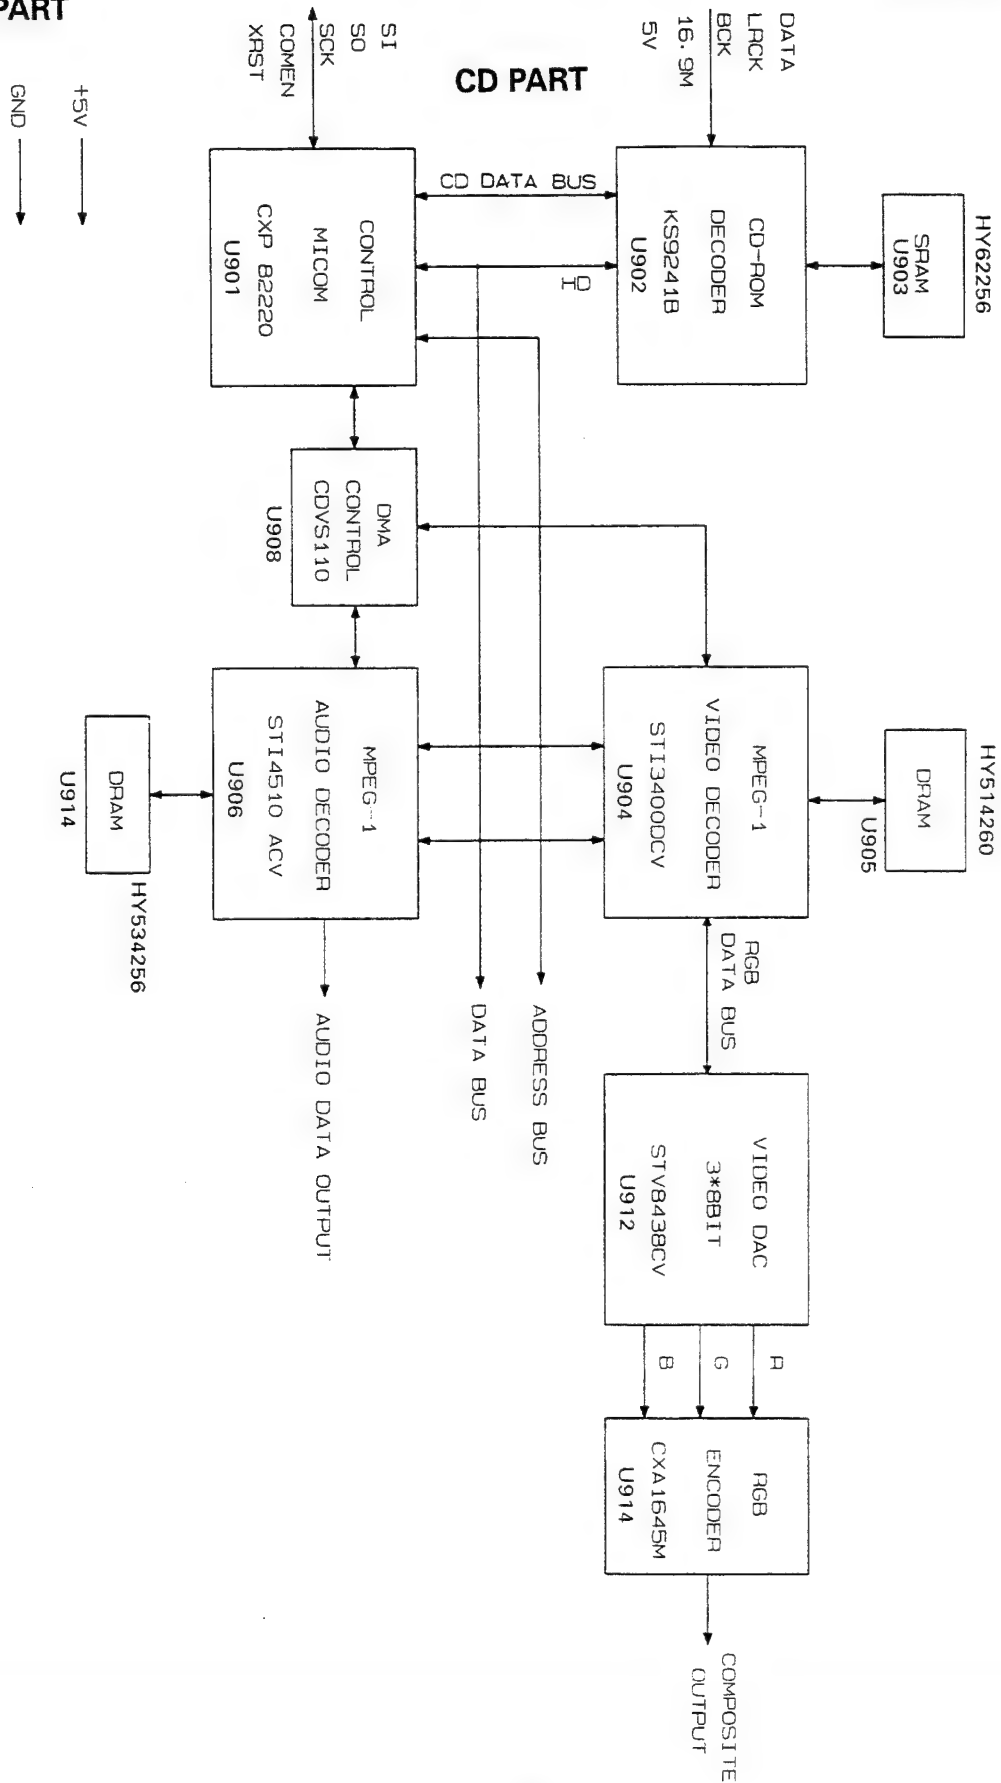 PART
CD PART
GND
+5V
SI
SO
SCK
COMEN
XRST
DATA
LRCK
BCK
16.9M
5V
CONTROL
MICOM
CXP 82220
U901
CD DATA BUS
CD-ROM
DECODER
KS9241B
U902
SRAM
U903
HY62256
DMA
CONTROL
CDVS110
U908
MPEG-1
AUDIO DECODER
STI4510 ACV
U906
DRAM
U914
HY534256
MPEG-1
VIDEO DECODER
STI3400DCV
U904
DRAM
U905
HY514260
RGB
DATA BUS
ADDRESS BUS
DATA BUS
AUDIO DATA OUTPUT
VIDEO DAC
3*8BIT
STV8438CV
U912
R
G
B
RGB
ENCODER
CXA1645M
U914
COMPOSITE
OUTPUT